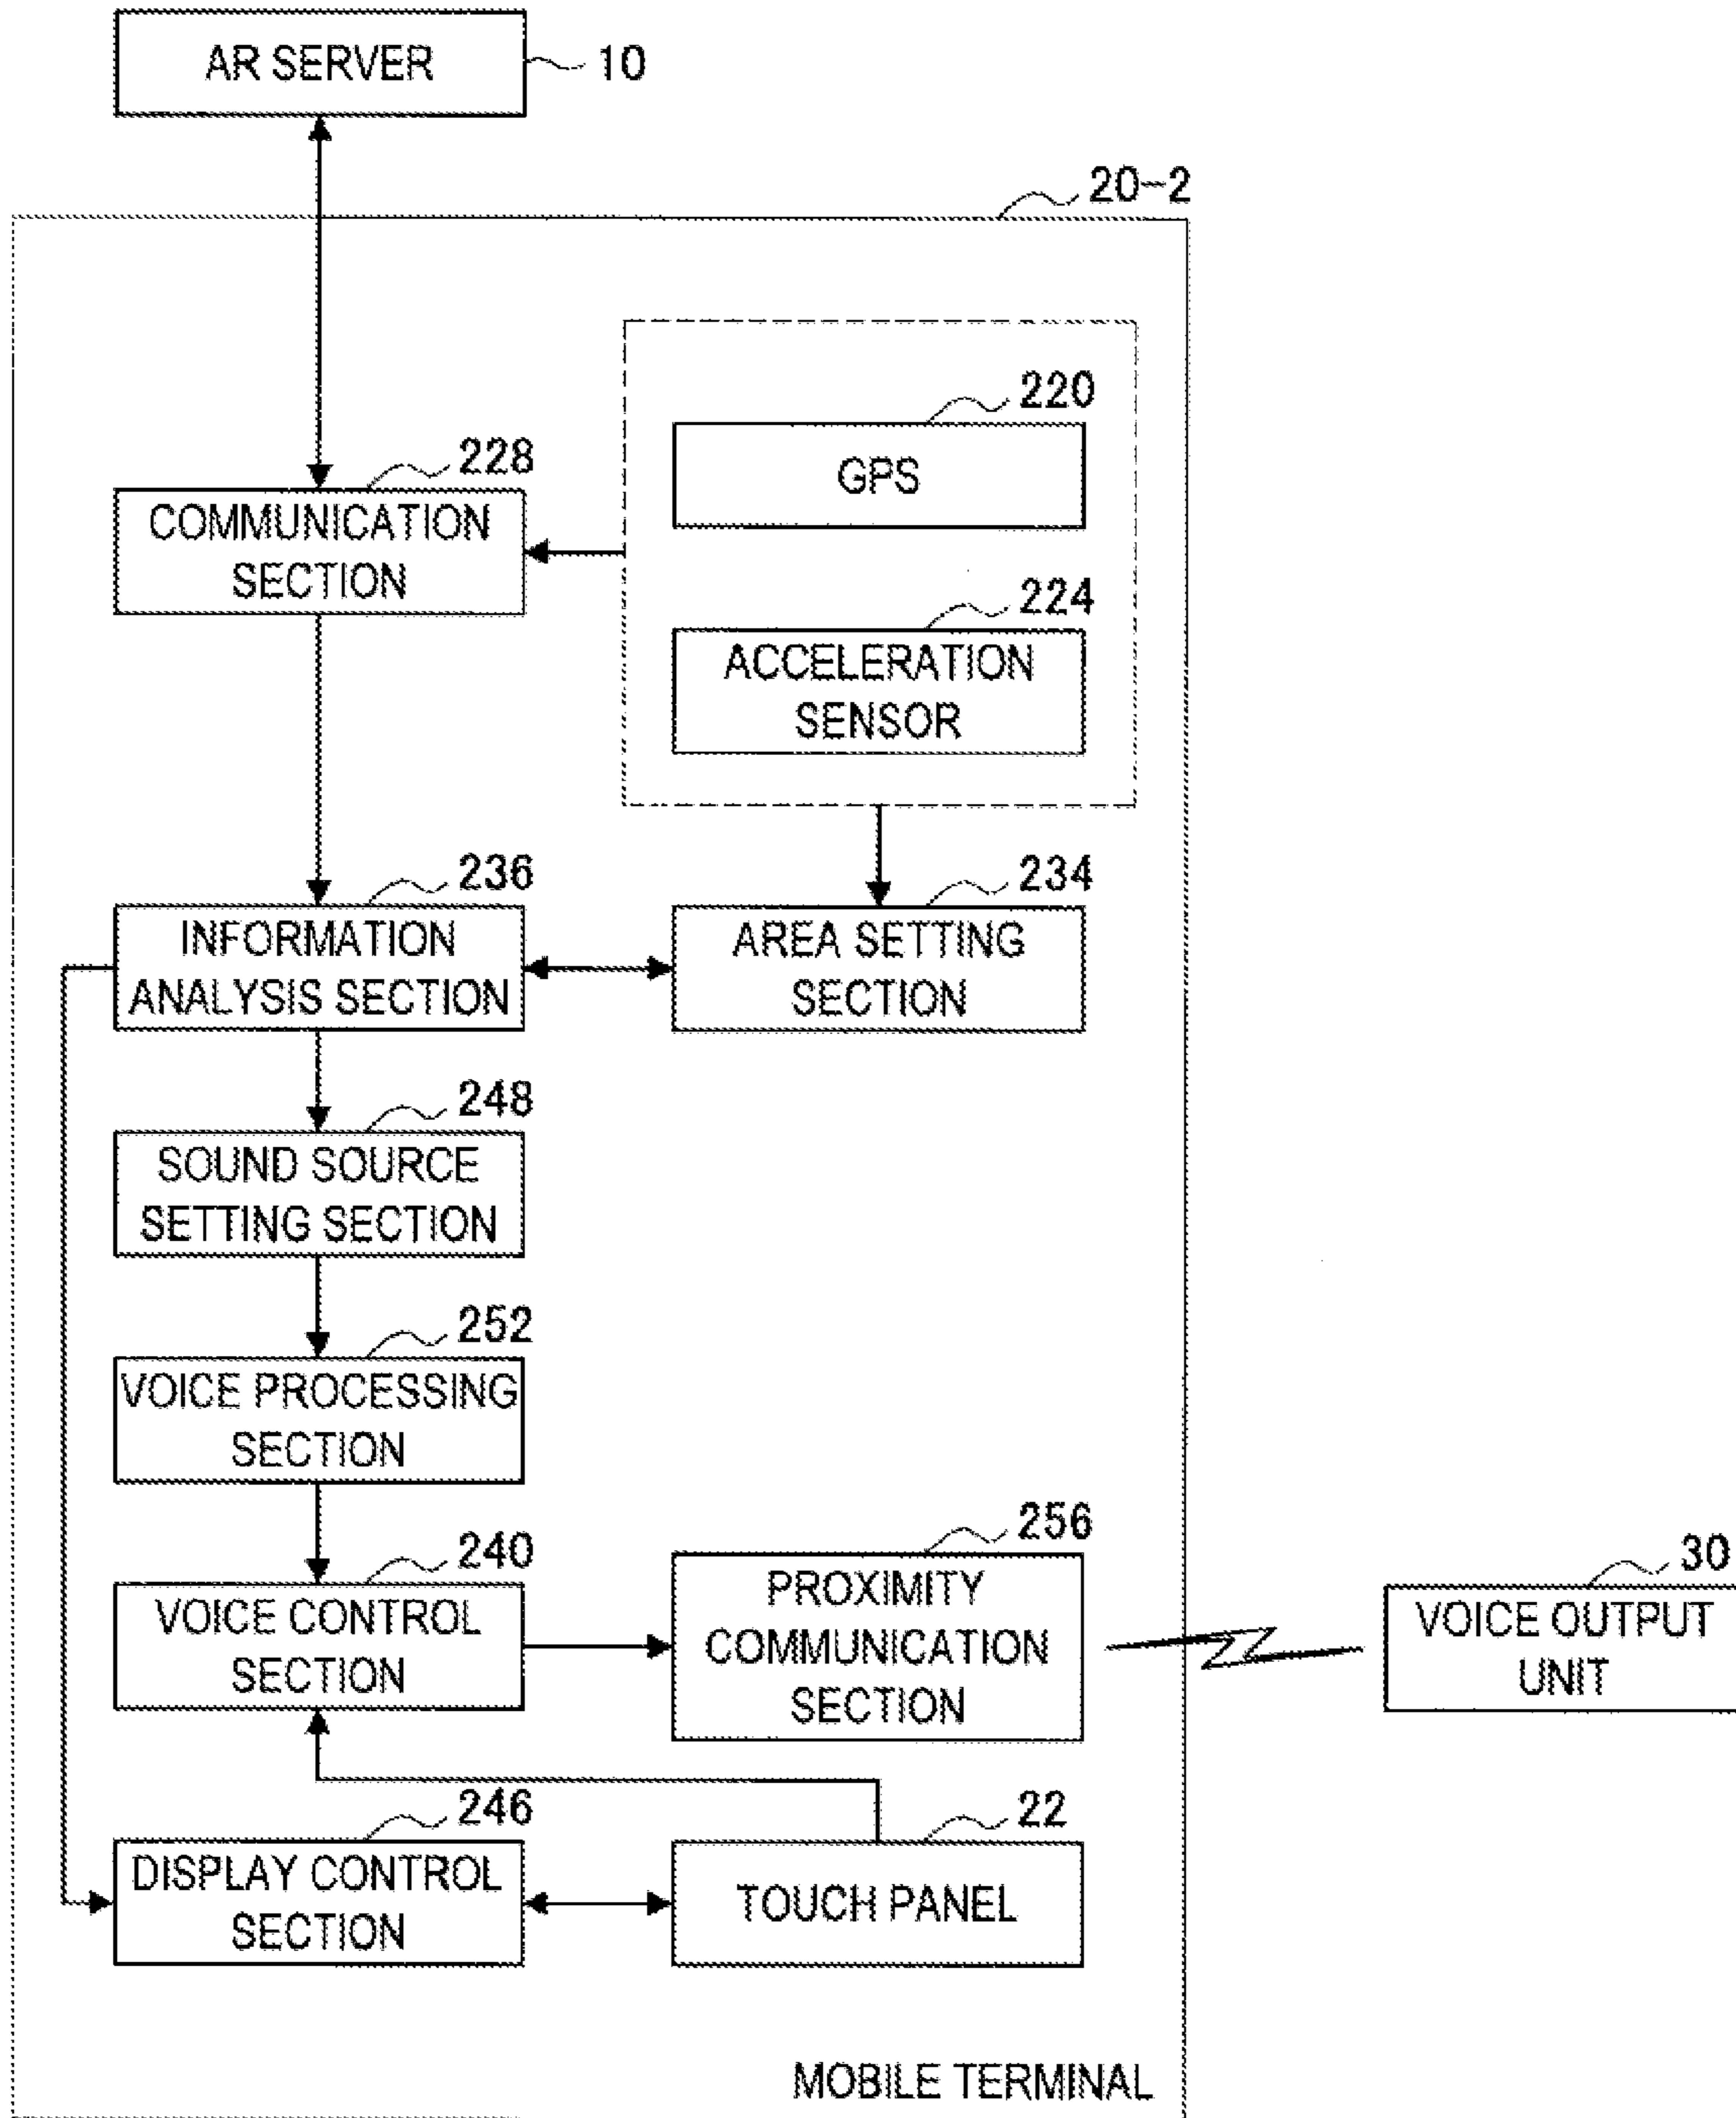 AR SERVER
10
20-2
220
GPS
228
COMMUNICATION
SECTION
224
ACCELERATION
SENSOR
236
INFORMATION
ANALYSIS SECTION
234
AREA SETTING
SECTION
248
SOUND SOURCE
SETTING SECTION
252
VOICE PROCESSING
SECTION
240
VOICE CONTROL
SECTION
256
PROXIMITY
COMMUNICATION
SECTION
30
VOICE OUTPUT
UNIT
246
DISPLAY CONTROL
SECTION
22
TOUCH PANEL
MOBILE TERMINAL